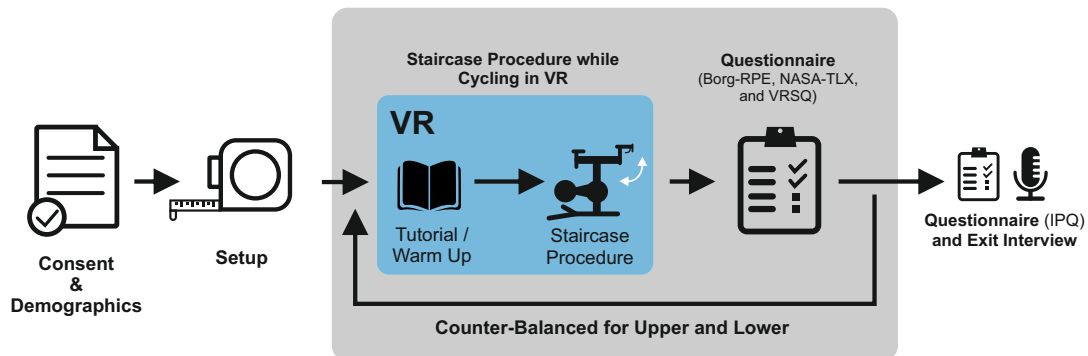 Consent
&
Demographics
Setup
Staircase Procedure while
Cycling in VR
VR
Tutorial /
Warm Up
Staircase
Procedure
Questionnaire
(Borg-RPE, NASA-TLX,
and VRSQ)
Counter-Balanced for Upper and Lower
Questionnaire (IPQ)
and Exit Interview